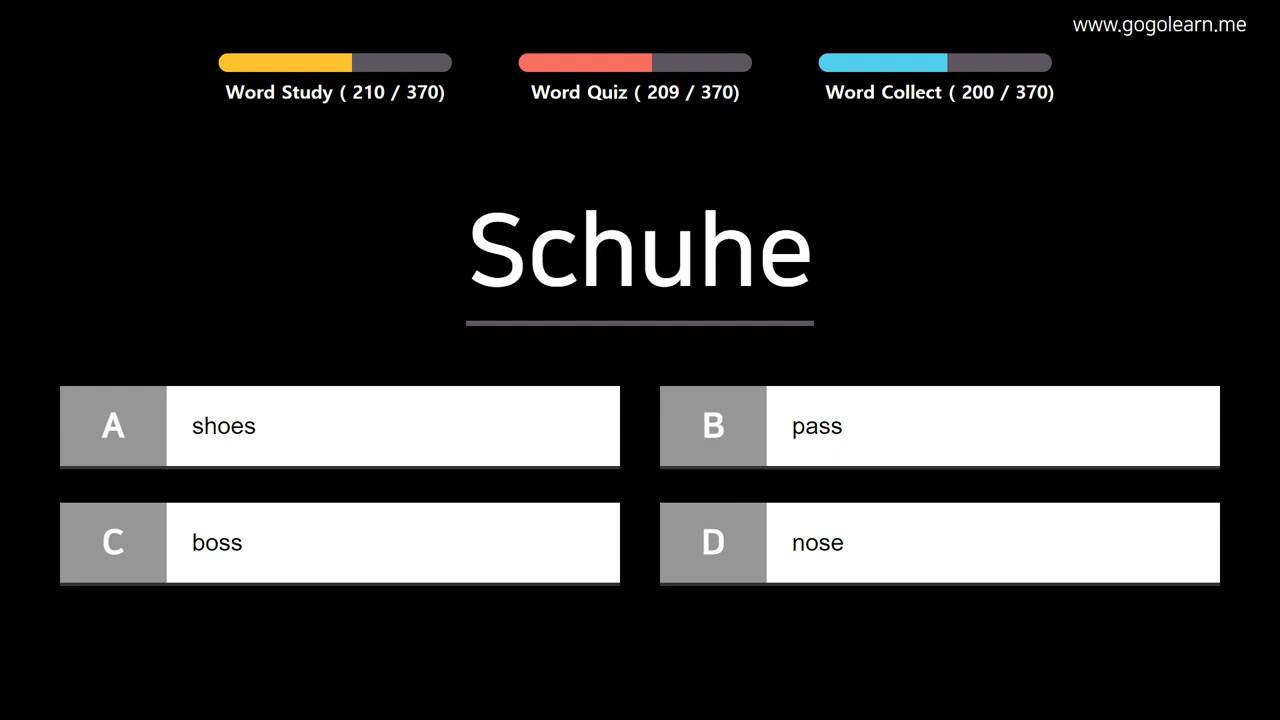 www.gogolearn.me
Word Study ( 210 / 370)
Word Quiz ( 209 / 370)
Word Collect ( 200 / 370)
Schuhe
A shoes
B pass
C boss
D nose